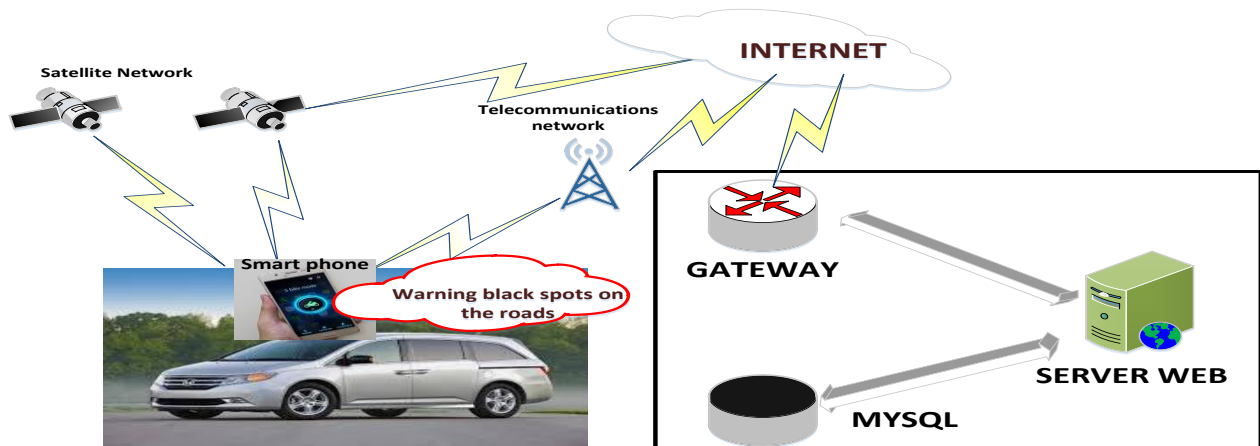 INTERNET
Satellite Network
Telecommunications
network
Smart phone
Warning black spots on
the roads
GATEWAY
SERVER WEB
MYSQL